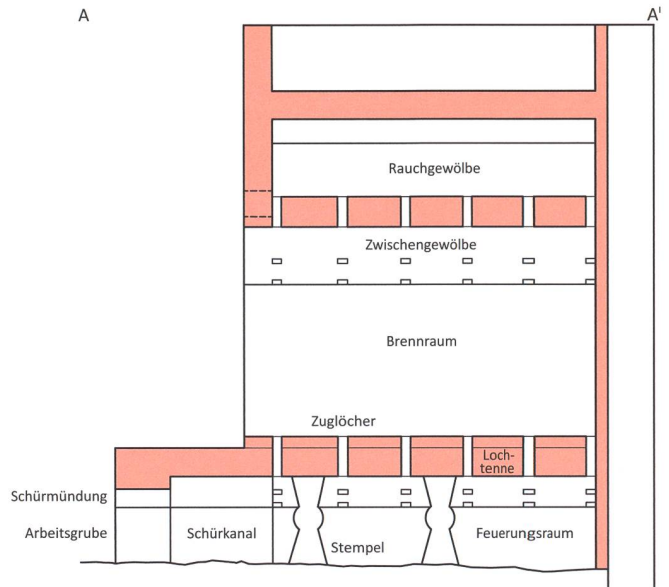 A
A'
Rauchgewölbe
Zwischengewölbe
Brennraum
Zuglöcher
Loch-
tenne
Schürmündung
Arbeitsgrube
Schürkanal
Stempel
Feuerungsraum